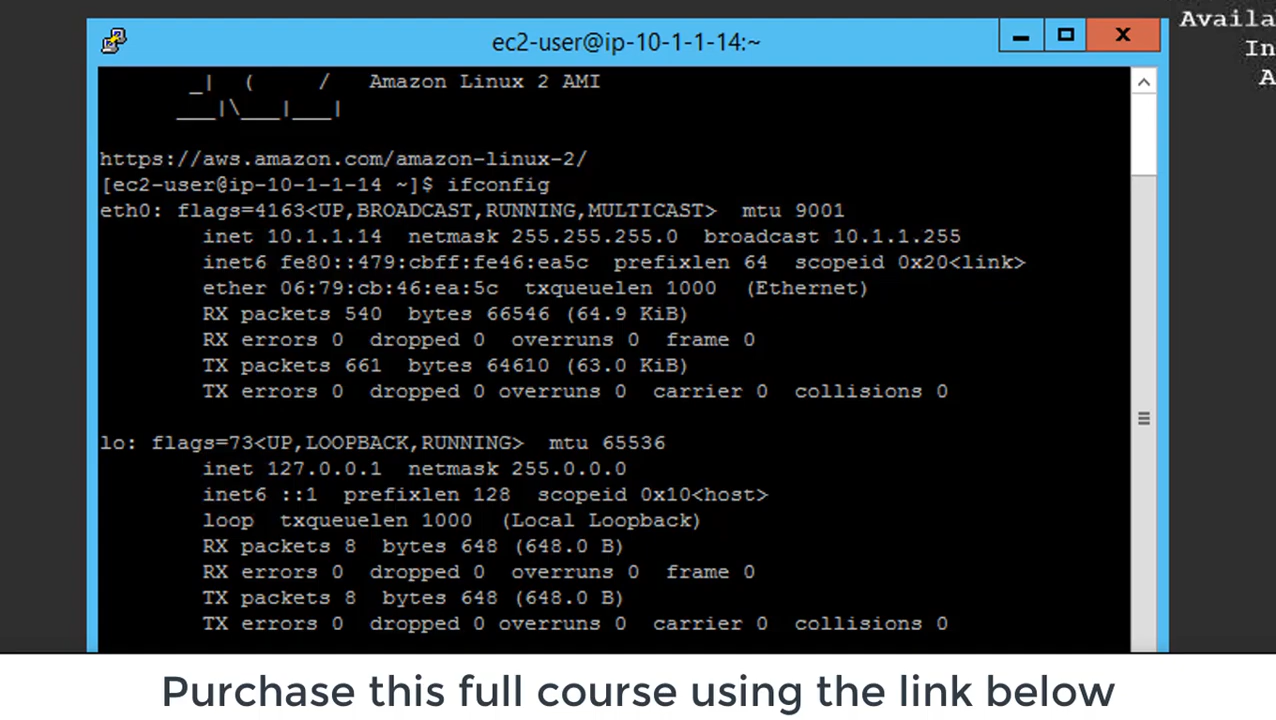 Availa
In
A
ec2-user@ip-10-1-1-14:~
_|  (     /   Amazon Linux 2 AMI
___|\___|___|
https://aws.amazon.com/amazon-linux-2/
[ec2-user@ip-10-1-1-14 ~]$ ifconfig
eth0: flags=4163<UP,BROADCAST,RUNNING,MULTICAST>  mtu 9001
inet 10.1.1.14  netmask 255.255.255.0  broadcast 10.1.1.255
inet6 fe80::479:cbff:fe46:ea5c  prefixlen 64  scopeid 0x20<link>
ether 06:79:cb:46:ea:5c  txqueuelen 1000  (Ethernet)
RX packets 540  bytes 66546 (64.9 KiB)
RX errors 0  dropped 0  overruns 0  frame 0
TX packets 661  bytes 64610 (63.0 KiB)
TX errors 0  dropped 0 overruns 0  carrier 0  collisions 0
lo: flags=73<UP,LOOPBACK,RUNNING>  mtu 65536
inet 127.0.0.1  netmask 255.0.0.0
inet6 ::1  prefixlen 128  scopeid 0x10<host>
loop  txqueuelen 1000  (Local Loopback)
RX packets 8  bytes 648 (648.0 B)
RX errors 0  dropped 0  overruns 0  frame 0
TX packets 8  bytes 648 (648.0 B)
TX errors 0  dropped 0 overruns 0  carrier 0  collisions 0
Purchase this full course using the link below